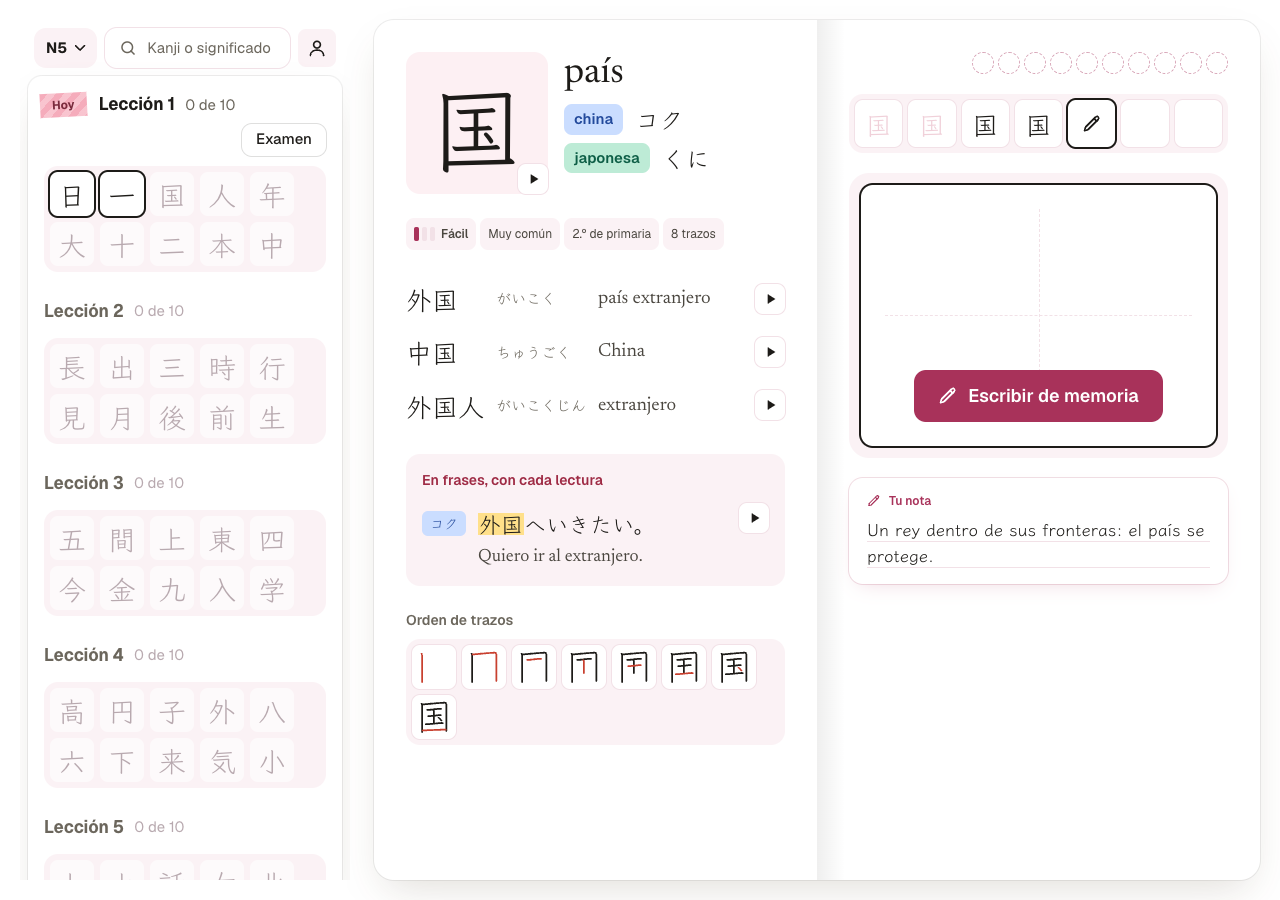 N5
Kanji o significado
Hoy
Lección 1
0 de 10
Examen
日 一 国 人 年
大 十 二 本 中
Lección 2 0 de 10
長 出 三 時 行
見 月 後 前 生
Lección 3 0 de 10
五 間 上 東 四
今 金 九 入 学
Lección 4 0 de 10
高 円 子 外 八
六 下 来 気 小
Lección 5 0 de 10
国
país
china コク
japonesa くに
Fácil
Muy común
2.º de primaria
8 trazos
外国 がいこく país extranjero
中国 ちゅうごく China
外国人 がいこくじん extranjero
En frases, con cada lectura
コク 外国へいきたい。
Quiero ir al extranjero.
Orden de trazos
国
国 国 国 国
Escribir de memoria
Tu nota
Un rey dentro de sus fronteras: el país se
protege.